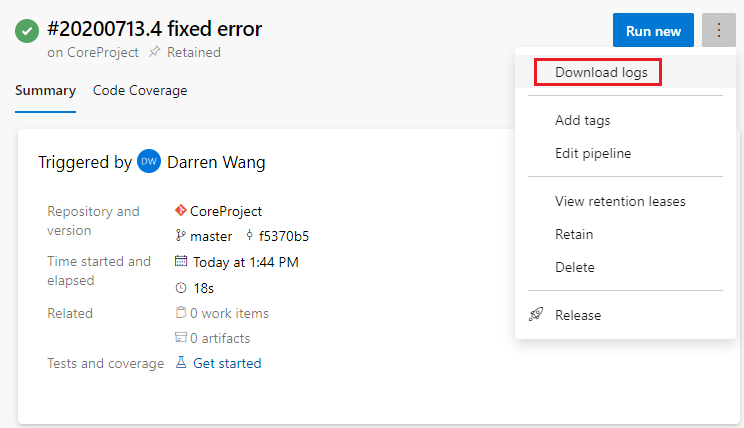 #20200713.4 fixed error
Run new
on CoreProject Retained
Download logs
Summary Code Coverage
Add tags
Edit pipeline
Triggered by DW Darren Wang
View retention leases
Repository and version
CoreProject
master f5370b5
Retain
Time started and elapsed
Today at 1:44 PM
18s
Delete
Related
0 work items
0 artifacts
Release
Tests and coverage
Get started